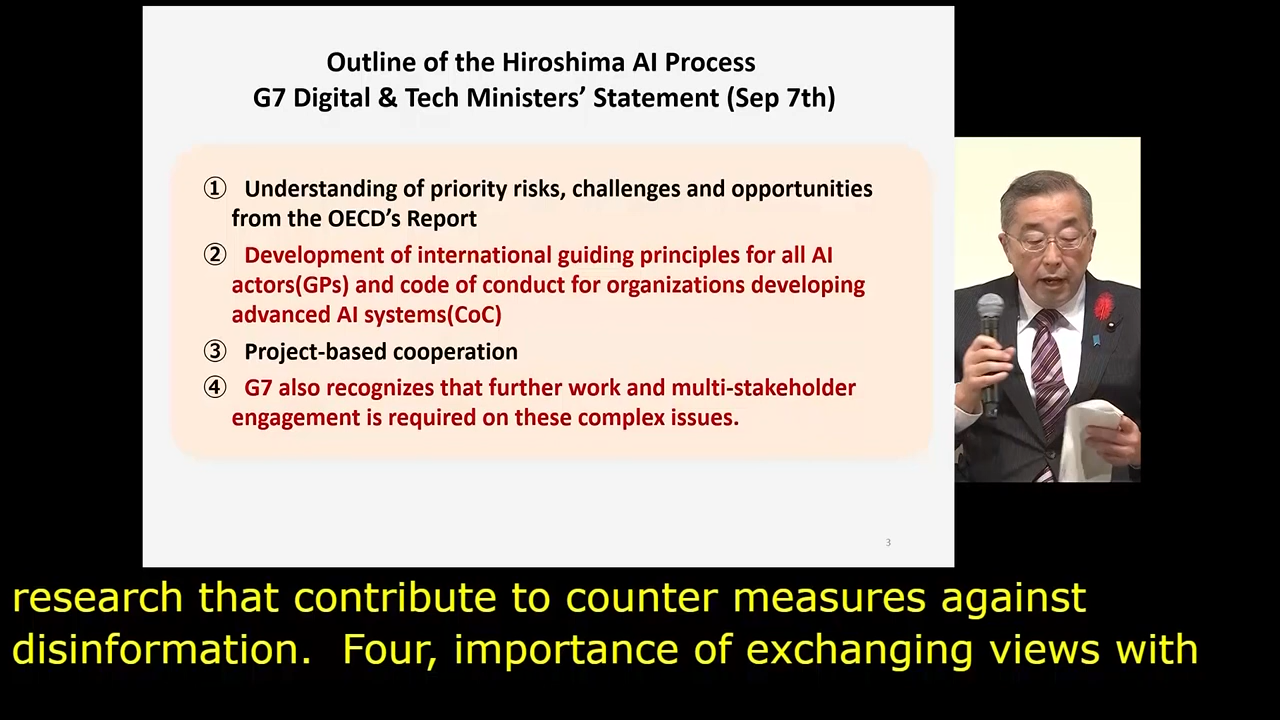 Outline of the Hiroshima AI Process
G7 Digital & Tech Ministers’ Statement (Sep 7th)
① Understanding of priority risks, challenges and opportunities
from the OECD’s Report
② Development of international guiding principles for all AI
actors(GPs) and code of conduct for organizations developing
advanced AI systems(CoC)
③ Project-based cooperation
④ G7 also recognizes that further work and multi-stakeholder
engagement is required on these complex issues.
3
research that contribute to counter measures against
disinformation.  Four, importance of exchanging views with